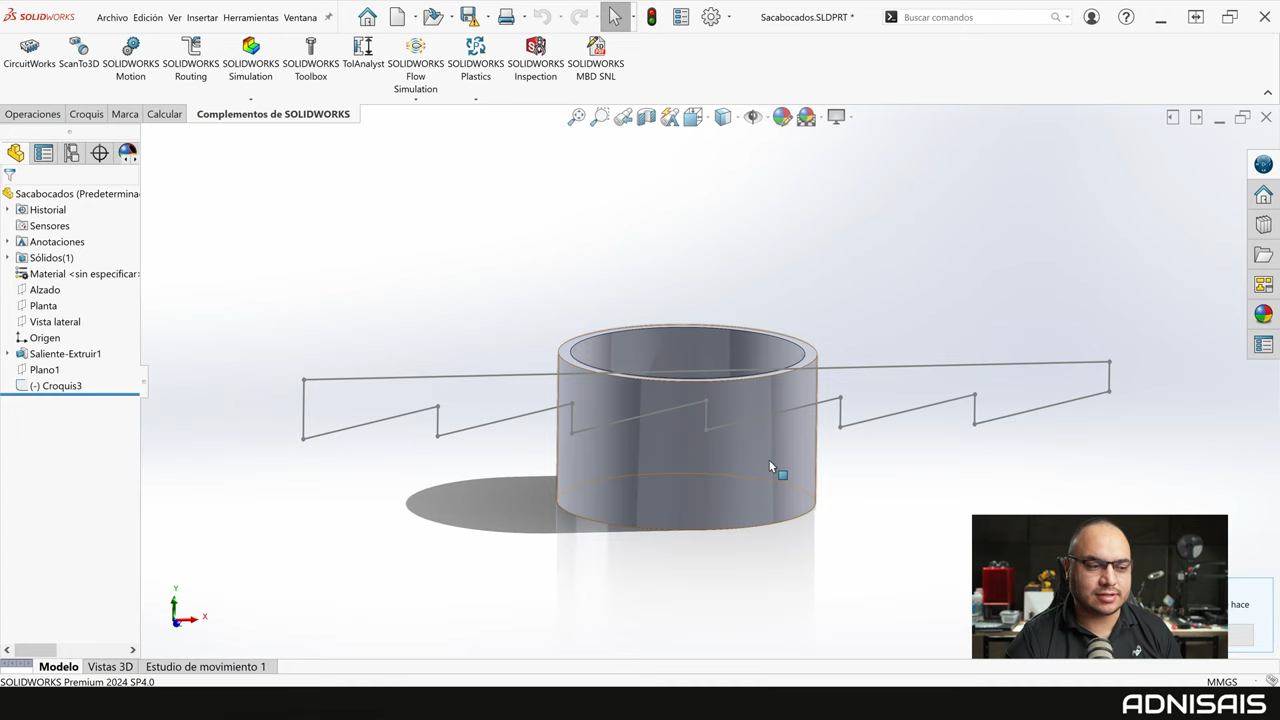 SOLIDWORKS
Archivo Edición Ver Insertar Herramientas Ventana
Sacabocados.SLDPRT *
Buscar comandos
CircuitWorks
ScanTo3D
SOLIDWORKS Motion
SOLIDWORKS Routing
SOLIDWORKS Simulation
SOLIDWORKS Toolbox
TolAnalyst
SOLIDWORKS Flow Simulation
SOLIDWORKS Plastics
SOLIDWORKS Inspection
SOLIDWORKS MBD SNL
Operaciones Croquis Marca Calcular Complementos de SOLIDWORKS
Sacabocados (Predetermina
Historial
Sensores
Anotaciones
Sólidos(1)
Material <sin especificar>
Alzado
Planta
Vista lateral
Origen
Saliente-Extruir1
Plano1
(-) Croquis3
Y
X
hace
Modelo Vistas 3D Estudio de movimiento 1
SOLIDWORKS Premium 2024 SP4.0
MMGS
ADNISAIS